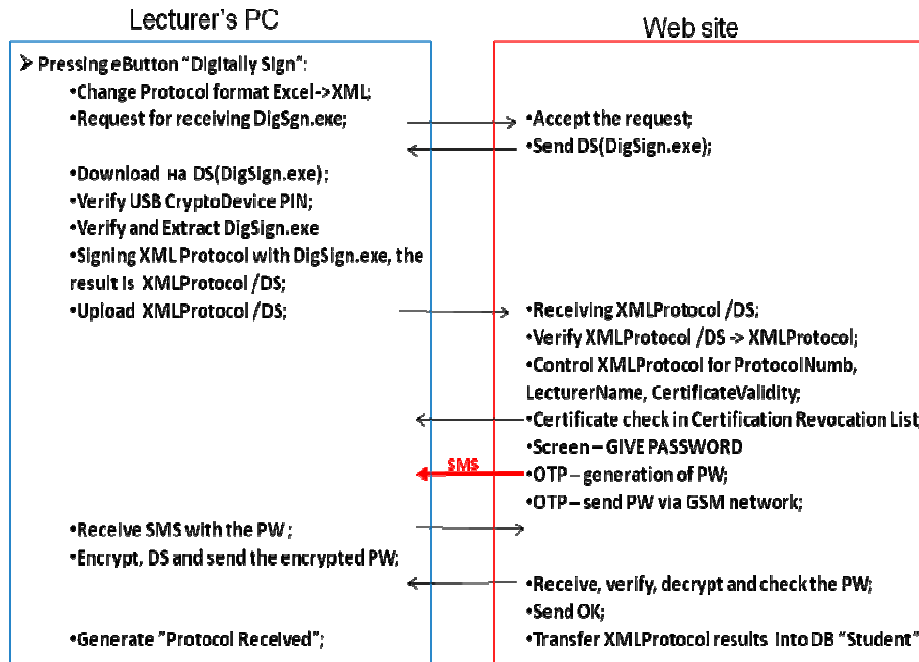 Lecturer's PC
Web site
➢ Pressing eButton "Digitally Sign":
•Change Protocol format Excel->XML;
•Request for receiving DigSgn.exe;
•Accept the request;
•Send DS(DigSign.exe);
•Download на DS(DigSign.exe);
•Verify USB CryptoDevice PIN;
•Verify and Extract DigSign.exe
•Signing XML Protocol with DigSign.exe, the
result is XMLProtocol /DS;
•Upload XMLProtocol /DS;
•Receiving XMLProtocol /DS;
•Verify XMLProtocol /DS -> XMLProtocol;
•Control XMLProtocol for ProtocolNumb,
LecturerName, CertificateValidity;
•Certificate check in Certification Revocation List,
•Screen – GIVE PASSWORD
SMS
•OTP – generation of PW;
•OTP – send PW via GSM network;
•Receive SMS with the PW ;
•Encrypt, DS and send the encrypted PW;
•Receive, verify, decrypt and check the PW;
•Send OK;
•Generate "Protocol Received";
•Transfer XMLProtocol results Into DB "Student"